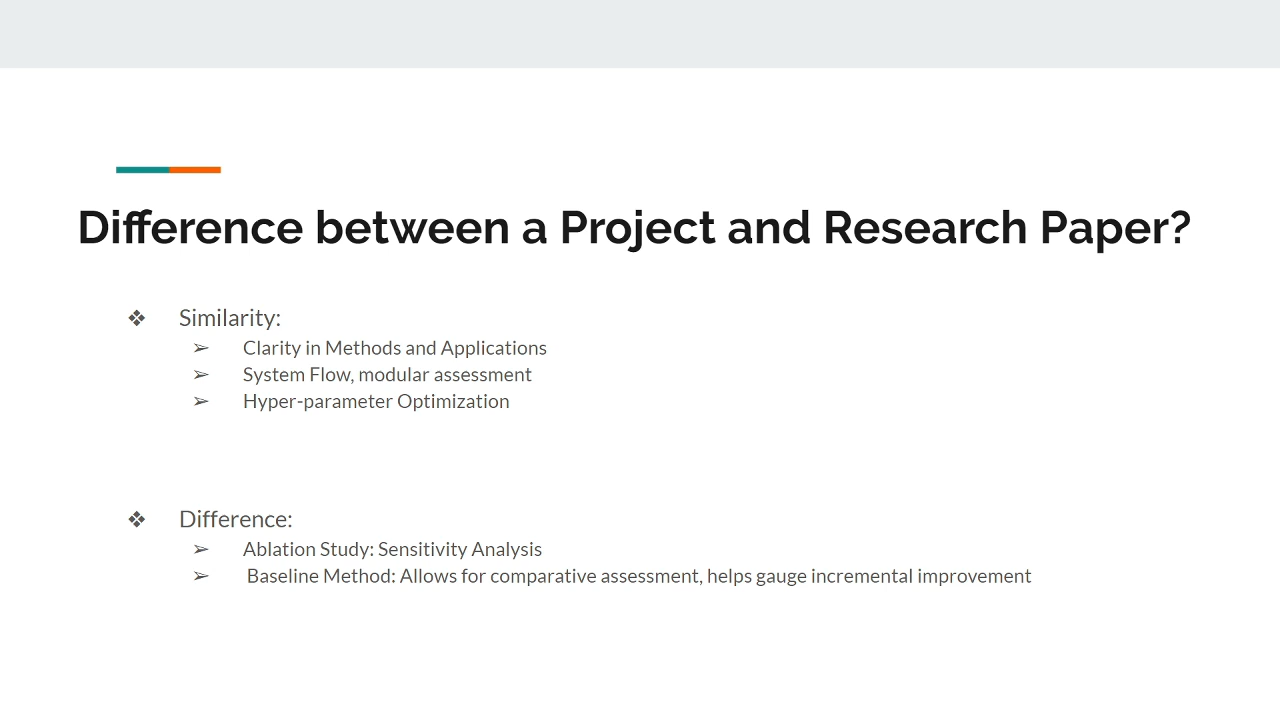 Difference between a Project and Research Paper?
❖ Similarity:
➢ Clarity in Methods and Applications
➢ System Flow, modular assessment
➢ Hyper-parameter Optimization
❖ Difference:
➢ Ablation Study: Sensitivity Analysis
➢ Baseline Method: Allows for comparative assessment, helps gauge incremental improvement